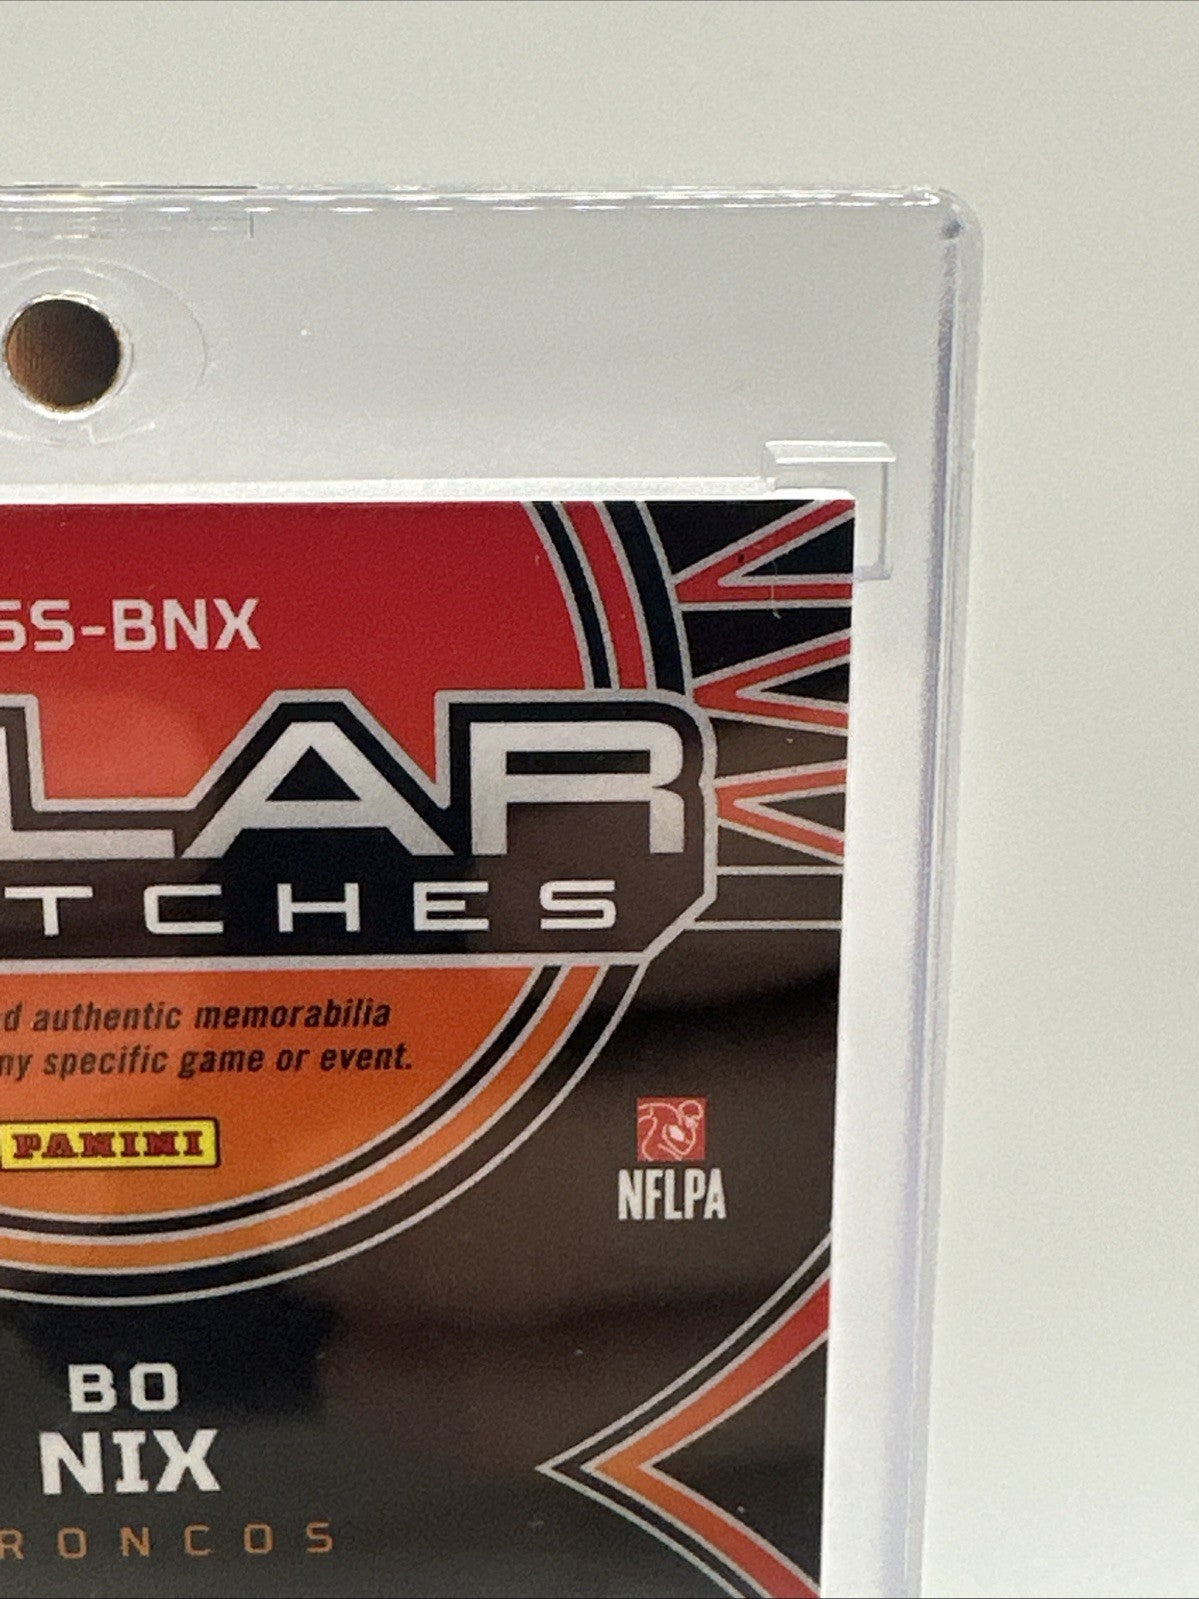 SS-BNX
LAR
TCHES
d authentic memorabilia
ny specific game or event.
PANINI
NFLPA
BO
NIX
RONCOS